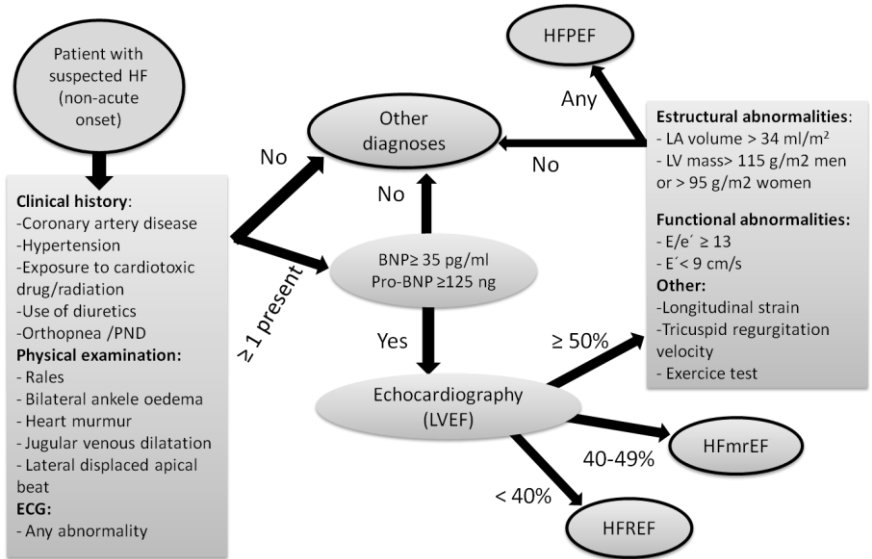 Patient with
suspected HF
(non-acute
onset)
Clinical history:
-Coronary artery disease
-Hypertension
-Exposure to cardiotoxic
drug/radiation
-Use of diuretics
-Orthopnea /PND
Physical examination:
- Rales
- Bilateral ankele oedema
- Heart murmur
- Jugular venous dilatation
- Lateral displaced apical
beat
ECG:
- Any abnormality
No
≥ 1 present
Other
diagnoses
No
BNP≥ 35 pg/ml
Pro-BNP ≥125 ng
Yes
Echocardiography
(LVEF)
≥ 50%
40-49%
< 40%
HFmrEF
HFREF
HFPEF
Any
No
Estructural abnormalities:
- LA volume > 34 ml/m²
- LV mass> 115 g/m2 men
or > 95 g/m2 women
Functional abnormalities:
- E/e´ ≥ 13
- E´< 9 cm/s
Other:
-Longitudinal strain
-Tricuspid regurgitation
velocity
- Exercice test